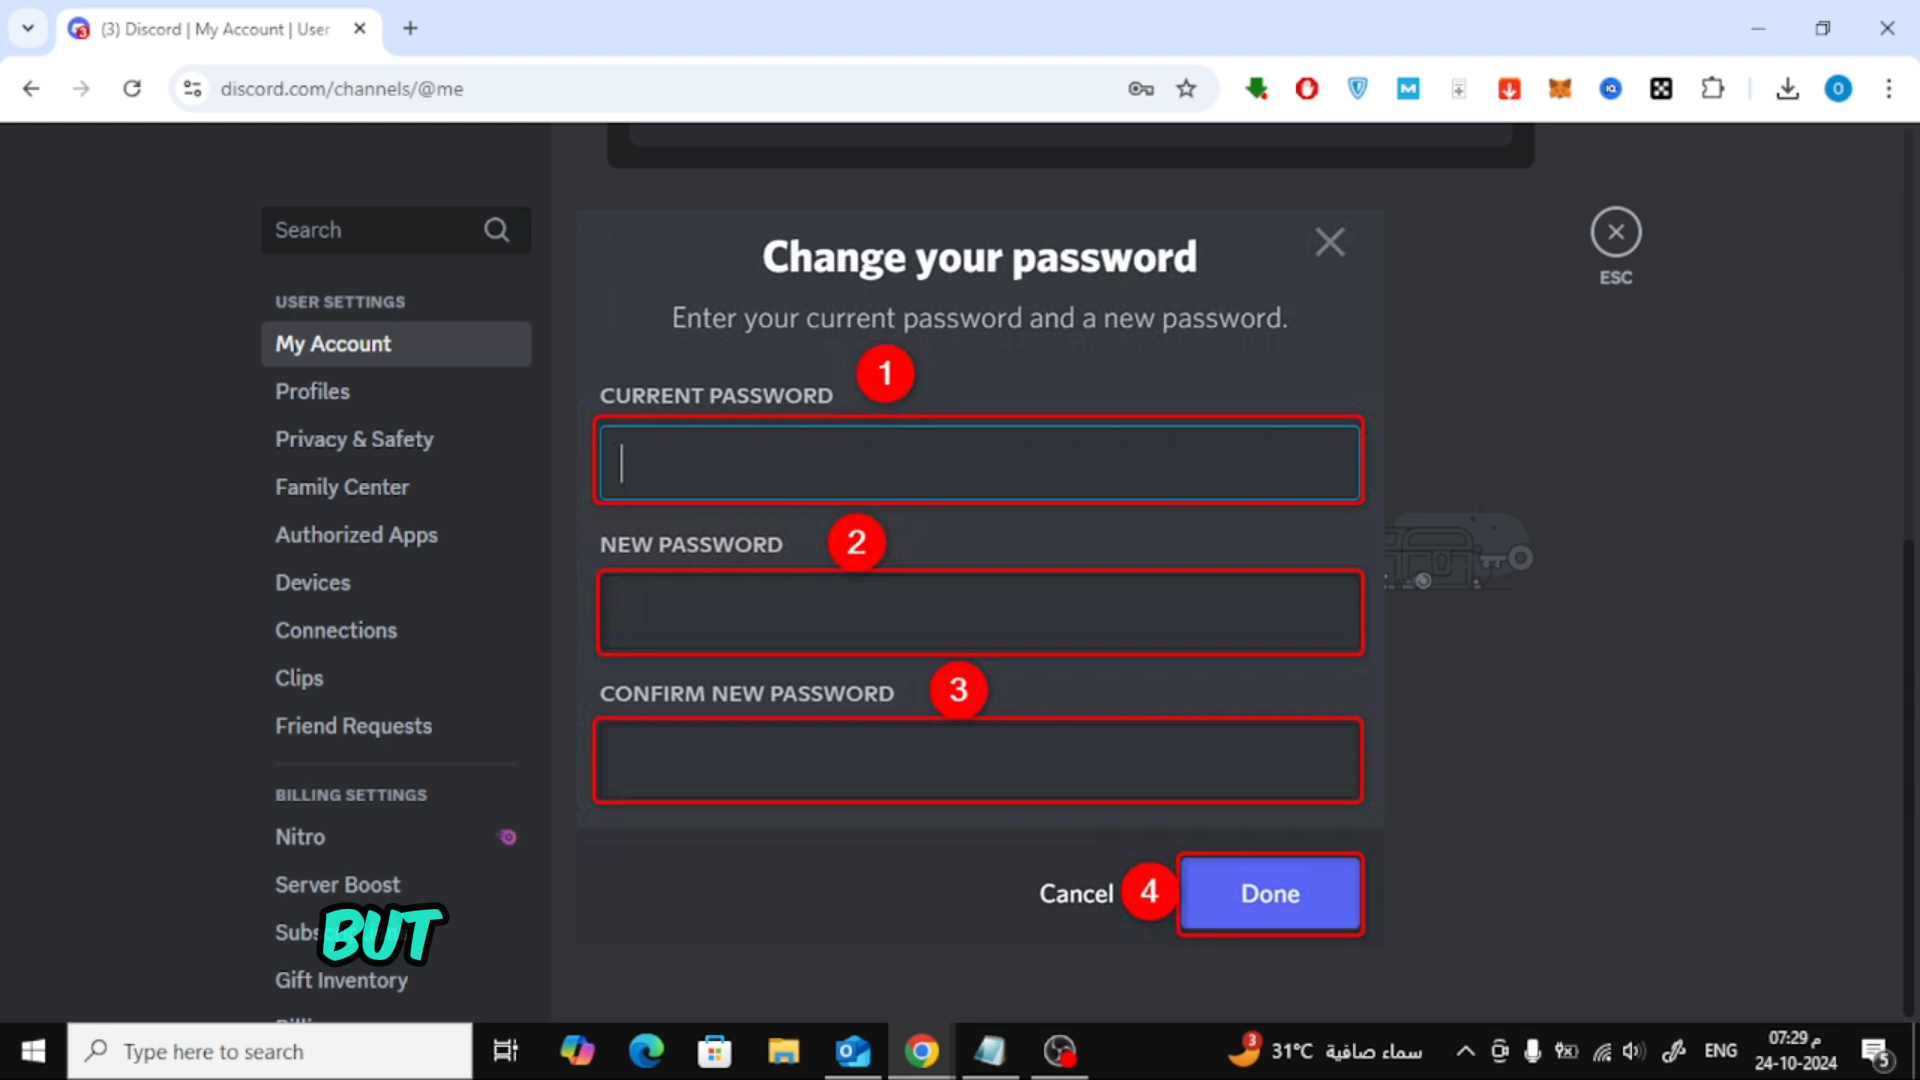 (3) Discord | My Account | User
discord.com/channels/@me
Search
USER SETTINGS
My Account
Profiles
Privacy & Safety
Family Center
Authorized Apps
Devices
Connections
Clips
Friend Requests
BILLING SETTINGS
Nitro
Server Boost
BUT
Gift Inventory
Change your password
Enter your current password and a new password.
CURRENT PASSWORD
1
NEW PASSWORD
2
CONFIRM NEW PASSWORD
3
Cancel
4
Done
ESC
Type here to search
3
31°C سماء صافية
ENG
07:29 م
24-10-2024
5